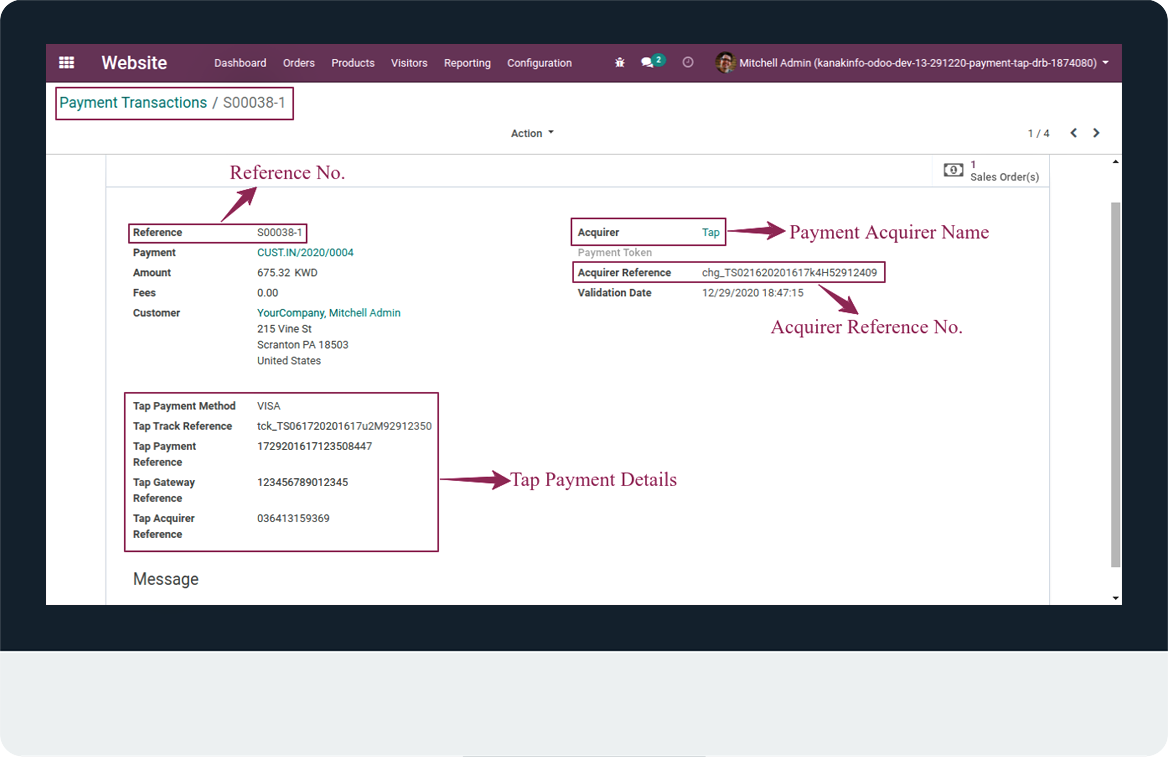 Website Dashboard Orders Products Visitors Reporting Configuration 2 Mitchell Admin (kanakinfo-odoo-dev-13-291220-payment-tap-drb-1874080)
Payment Transactions / S00038-1
Action 1 / 4
1
Sales Order(s)
Reference No.
Reference S00038-1
Payment CUST.IN/2020/0004
Amount 675.32 KWD
Fees 0.00
Customer YourCompany, Mitchell Admin
215 Vine St
Scranton PA 18503
United States
Acquirer Tap
Payment Acquirer Name
Payment Token
Acquirer Reference chg_TS021620201617k4H52912409
Validation Date 12/29/2020 18:47:15
Acquirer Reference No.
Tap Payment Method VISA
Tap Track Reference tck_TS061720201617u2M92912350
Tap Payment 1729201617123508447
Reference
Tap Gateway 123456789012345
Reference
Tap Acquirer 036413159369
Reference
Tap Payment Details
Message